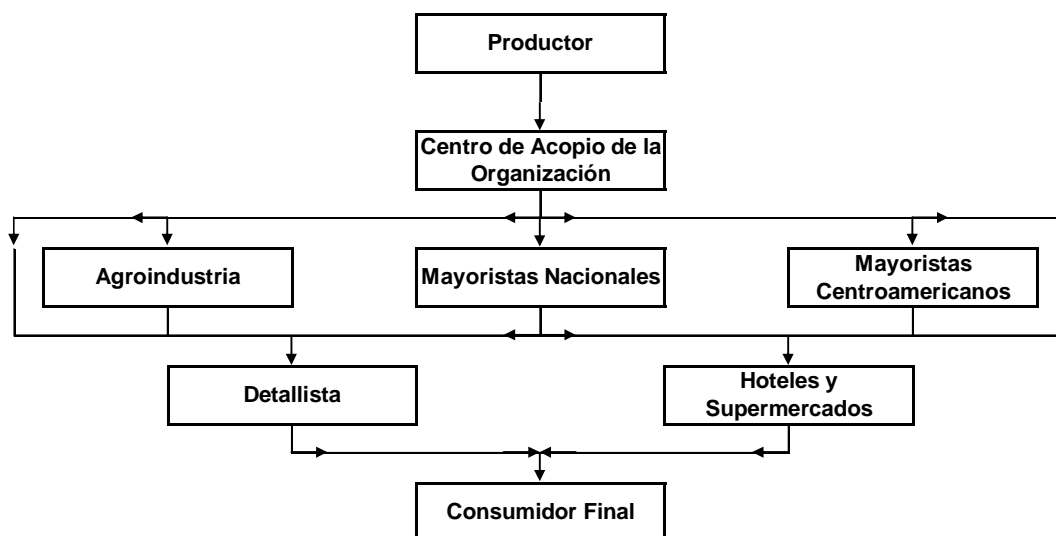 Productor
Centro de Acopio de la
Organización
Agroindustria
Mayoristas Nacionales
Mayoristas
Centroamericanos
Detallista
Hoteles y
Supermercados
Consumidor Final